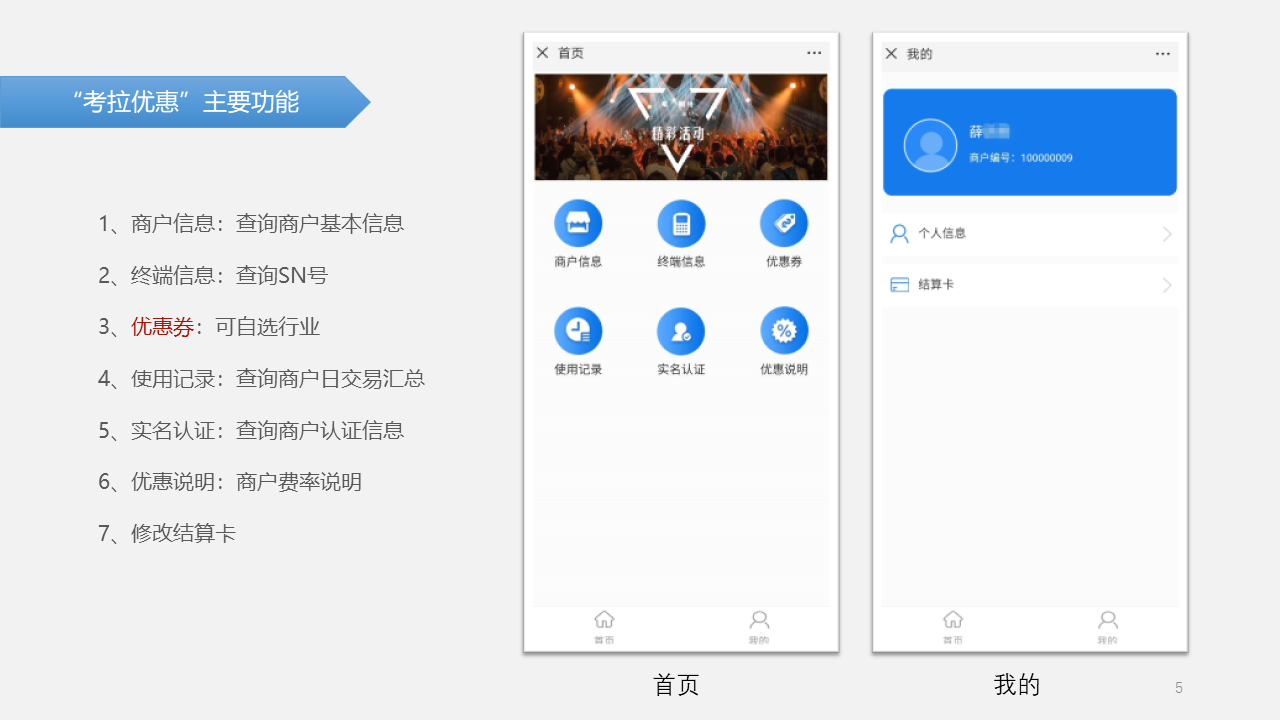 “考拉优惠”主要功能
1、商户信息：查询商户基本信息
2、终端信息：查询SN号
3、优惠券：可自选行业
4、使用记录：查询商户日交易汇总
5、实名认证：查询商户认证信息
6、优惠说明：商户费率说明
7、修改结算卡
首页
精彩活动
商户信息 终端信息 优惠券
使用记录 实名认证 优惠说明
首页 我的
首页
我的
薛
商户编号：100000009
个人信息
结算卡
首页 我的
我的
5